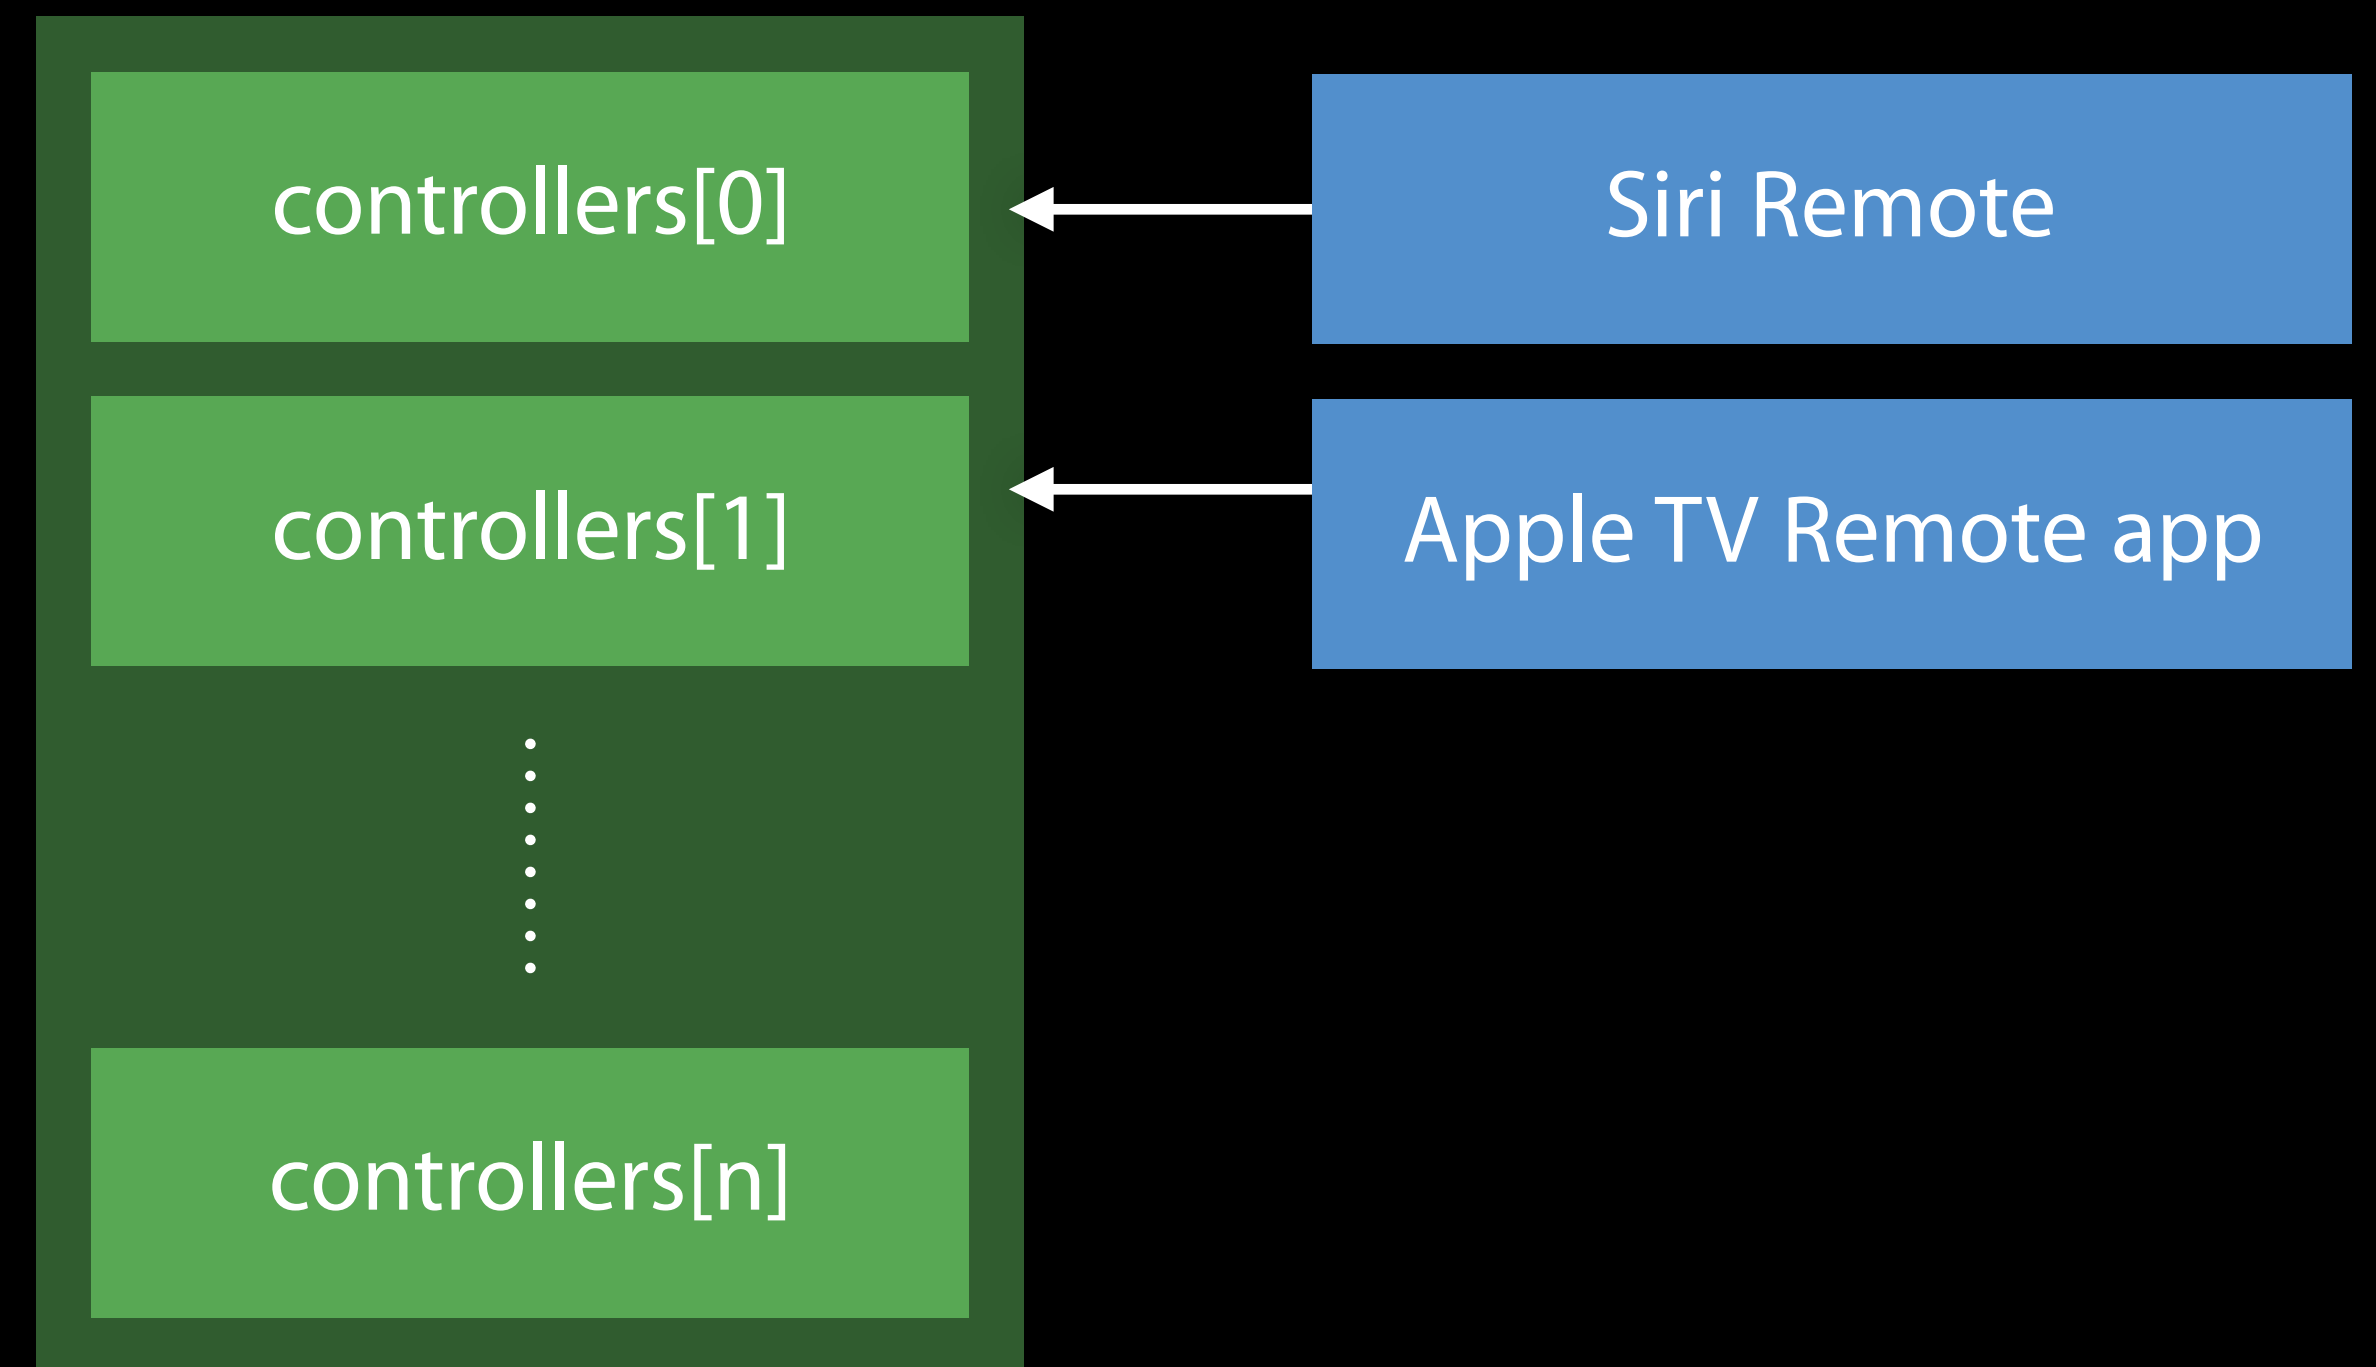 controllers[0]
Siri Remote
controllers[1]
Apple TV Remote app
controllers[n]